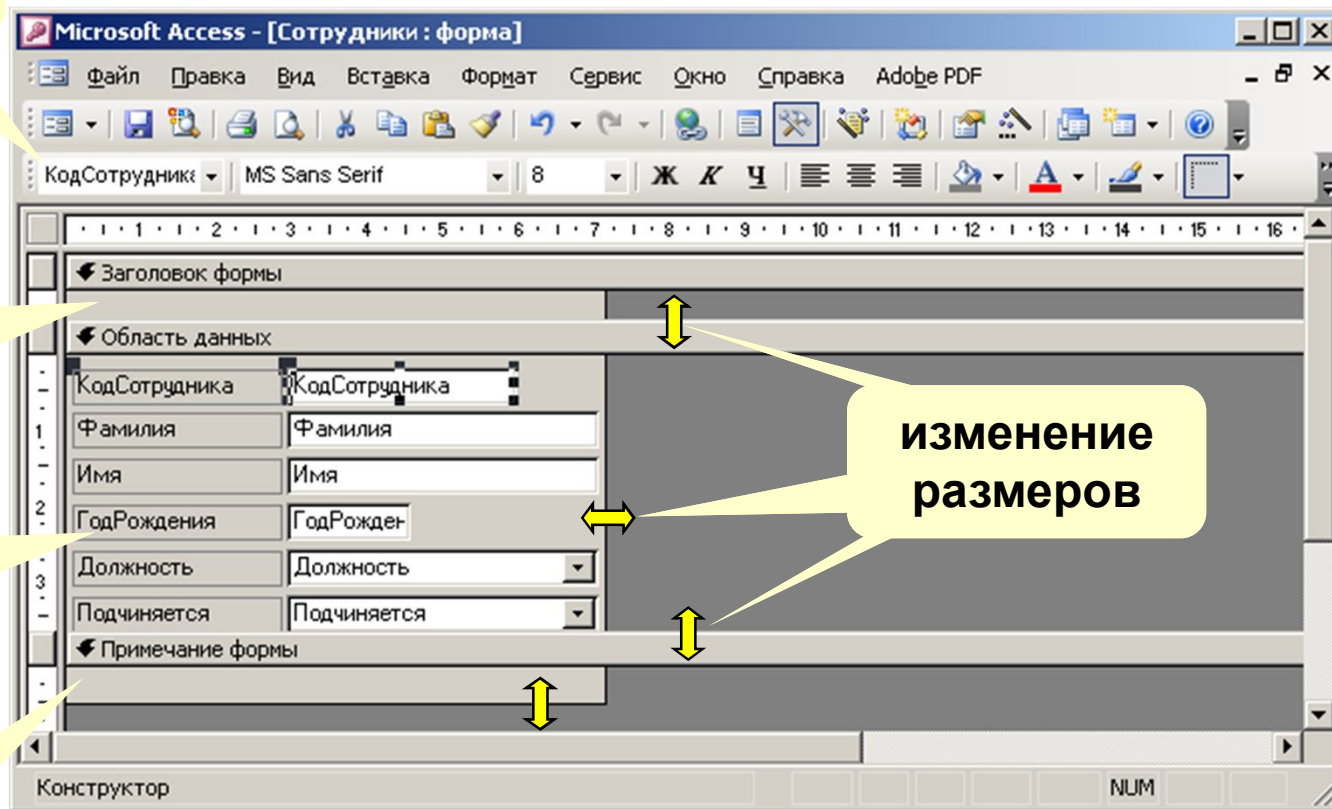 Microsoft Access - [Сотрудники : форма]
Файл Правка Вид Вставка Формат Сервис Окно Справка Adobe PDF
КодСотрудника MS Sans Serif 8 Ж К Ч
1 2 3 4 5 6 7 8 9 10 11 12 13 14 15 16
Заголовок формы
Область данных
КодСотрудника КодСотрудника
1 Фамилия Фамилия
Имя Имя
2 ГодРождения ГодРожден
3 Должность Должность
Подчиняется Подчиняется
Примечание формы
изменение
размеров
Конструктор NUM